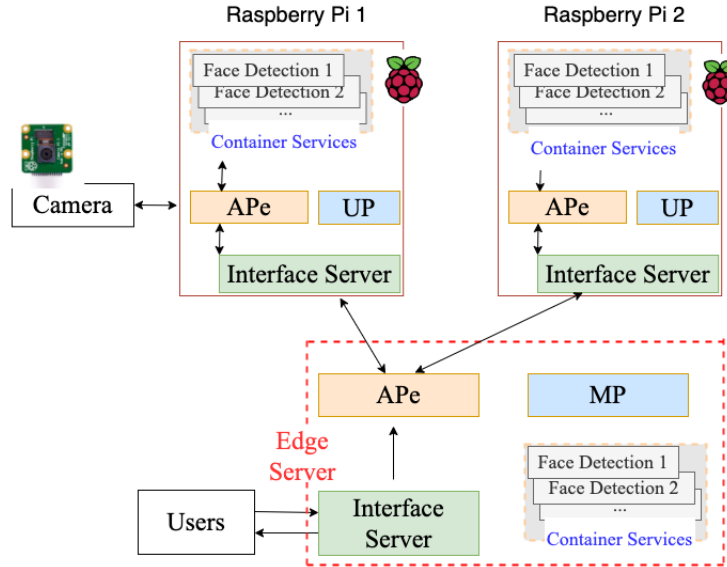 Raspberry Pi 1
Raspberry Pi 2
Face Detection 1
Face Detection 2
...
Container Services
Face Detection 1
Face Detection 2
...
Container Services
Camera
APe
UP
APe
UP
Interface Server
Interface Server
APe
MP
Edge
Server
Face Detection 1
Face Detection 2
...
Container Services
Users
Interface
Server